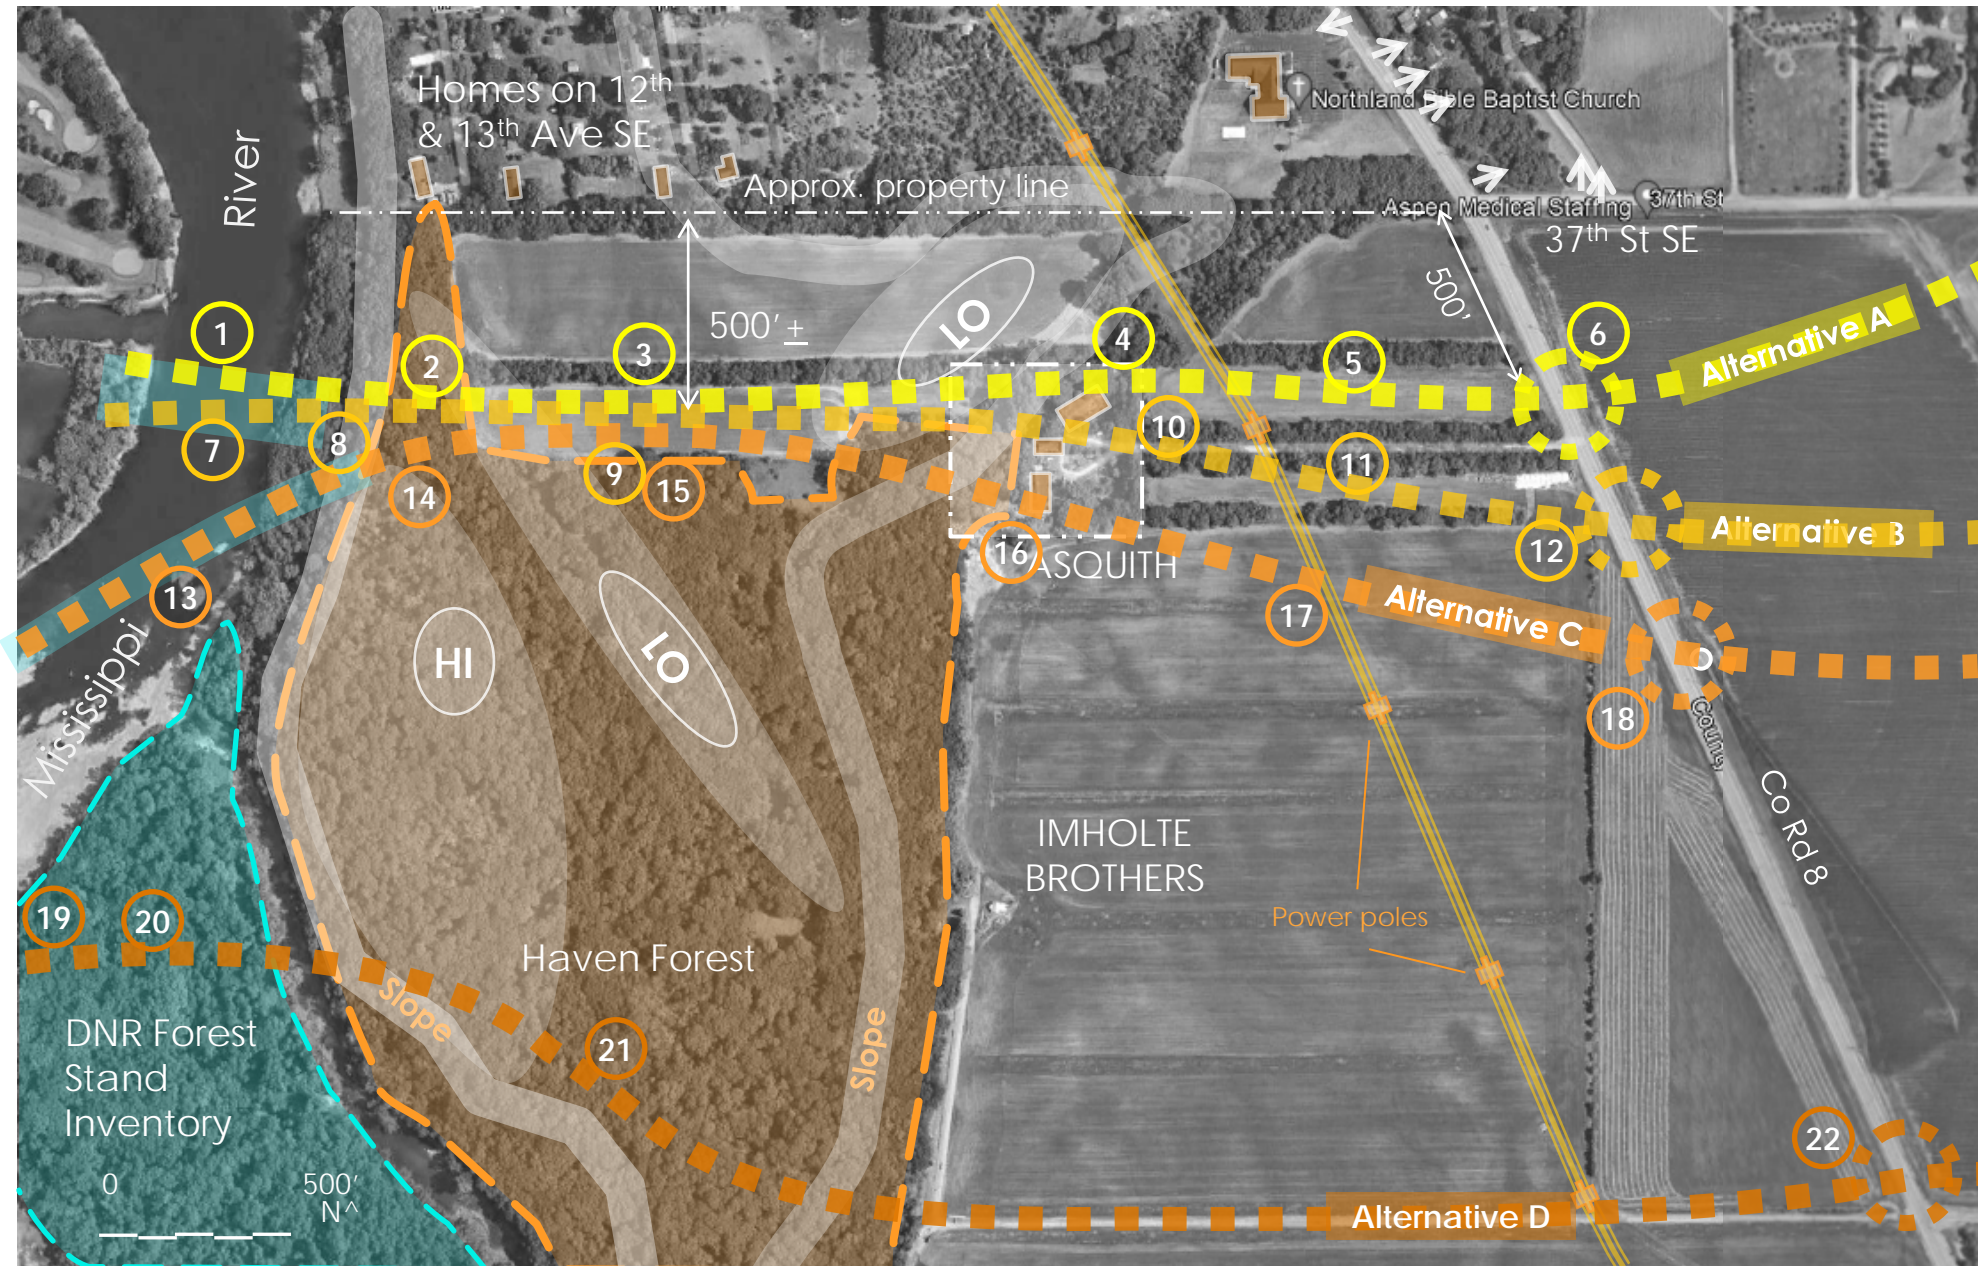 Homes on 12th
& 13th Ave SE
River
Northland Bible Baptist Church
Approx. property line
Aspen Medical Staffing
37th St
37th St SE
500' ±
500'
LO
1
2
3
4
5
6
Alternative A
7
8
9
10
11
12
Alternative B
13
14
15
16
17
18
Alternative C
ASQUITH
HI
LO
Mississippi
IMHOLTE
BROTHERS
Co Rd 8
Power poles
19
20
21
22
Haven Forest
Slope
Slope
DNR Forest
Stand
Inventory
0
500'
N^
Alternative D